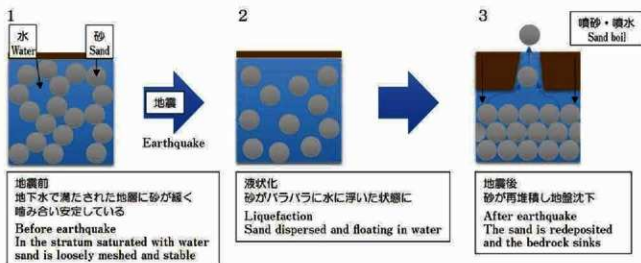 1
水
Water
砂
Sand
地震
Earthquake
地震前
地下水で満たされた地層に砂が緩く
噛み合い安定している
Before earthquake
In the stratum saturated with water
sand is loosely meshed and stable
2
液状化
砂がバラバラに水に浮いた状態に
Liquefaction
Sand dispersed and floating in water
3
噴砂・噴水
Sand boil
地震後
砂が再堆積し地盤沈下
After earthquake
The sand is redeposited
and the bedrock sinks